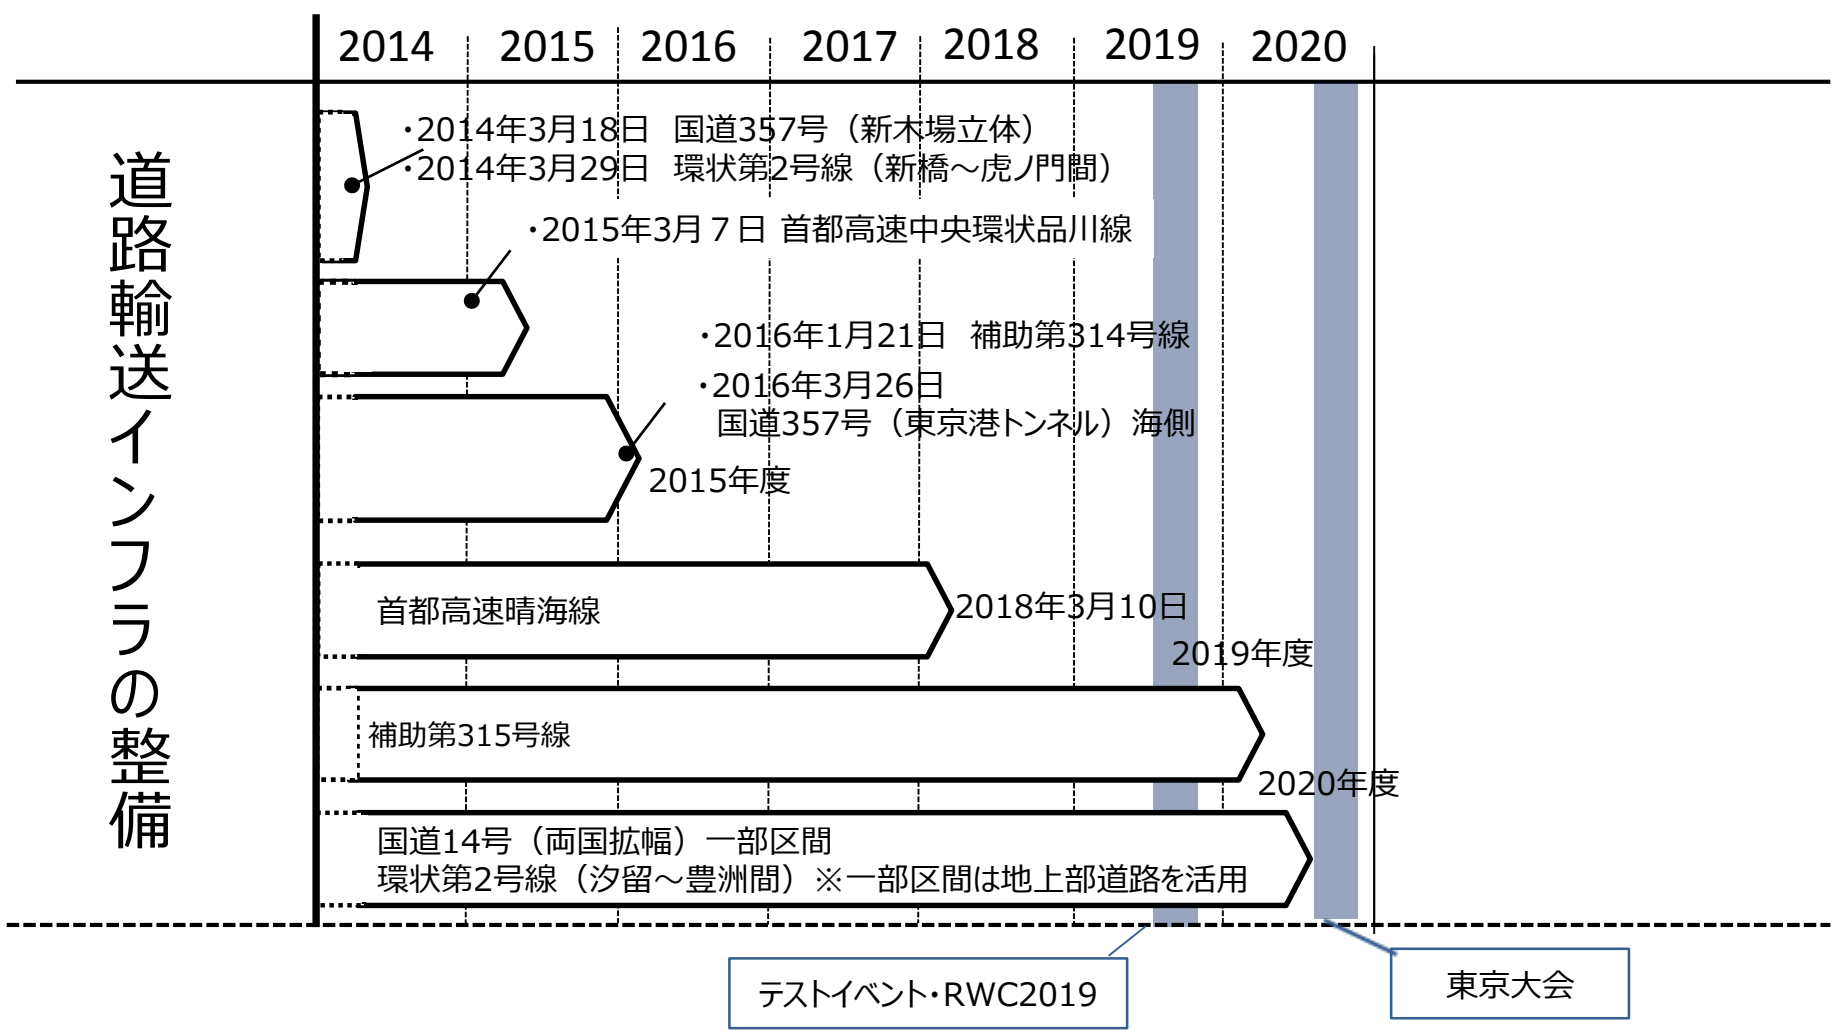 2014 2015 2016 2017 2018 2019 2020
道路輸送インフラの整備
・2014年3月18日　国道357号（新木場立体）
・2014年3月29日　環状第2号線（新橋～虎ノ門間）
・2015年3月７日 首都高速中央環状品川線
・2016年1月21日　補助第314号線
・2016年3月26日
国道357号（東京港トンネル）海側
2015年度
首都高速晴海線
2018年3月10日
2019年度
補助第315号線
2020年度
国道14号（両国拡幅）一部区間
環状第2号線（汐留～豊洲間）※一部区間は地上部道路を活用
テストイベント・RWC2019
東京大会